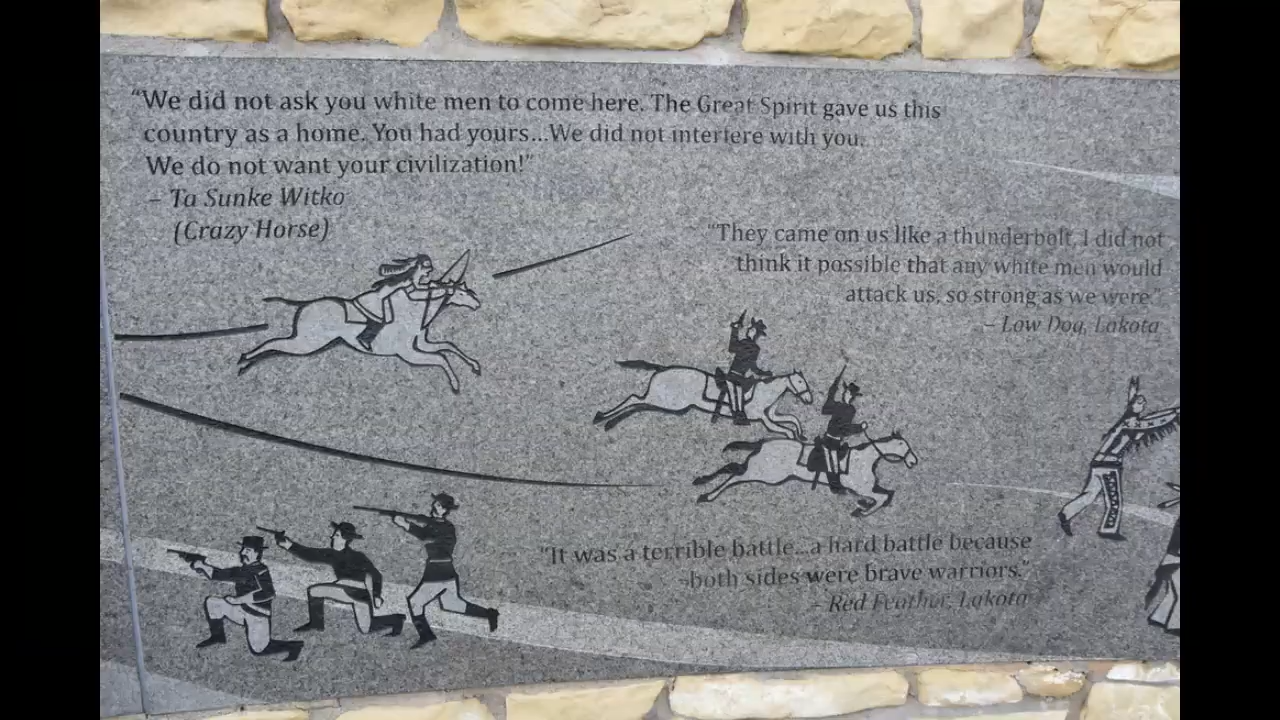 "We did not ask you white men to come here. The Great Spirit gave us this
country as a home. You had yours...We did not interfere with you.
We do not want your civilization!"
– Ta Sunke Witko
(Crazy Horse)
"They came on us like a thunderbolt. I did not
think it possible that any white men would
attack us, so strong as we were."
– Low Dog, Lakota
"It was a terrible battle...a hard battle because
both sides were brave warriors."
– Red Feather, Lakota